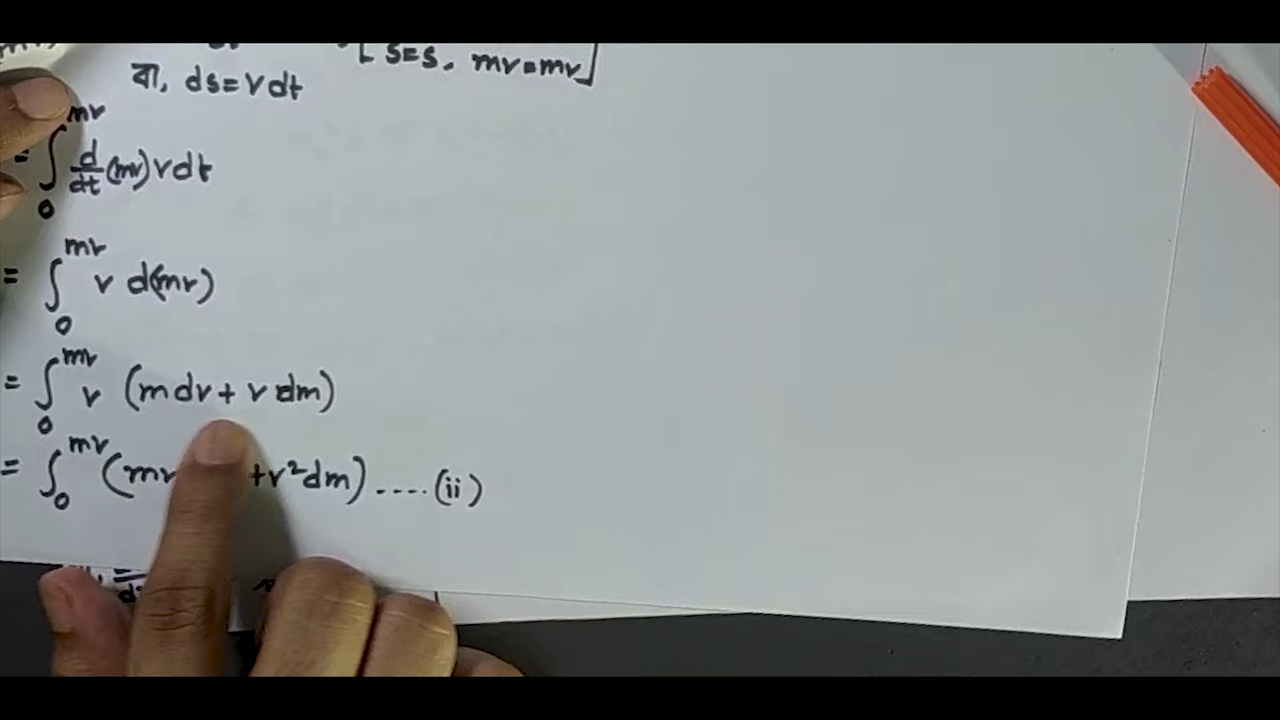 [ s=s, mv=mv]
বা, ds=vdt
= ∫₀^mv d/dt (mv) vdt
= ∫₀^mv v d(mv)
= ∫₀^mv v (mdv+ v dm)
= ∫₀^mv (mv +v²dm) ....(ii)